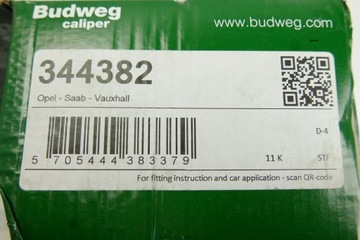 Budweg
caliper
www.budweg.com
344382
Opel - Saab - Vauxhall
D-4
5 705444 383379
11 K
STF
For fitting instruction and car application - scan QR-code